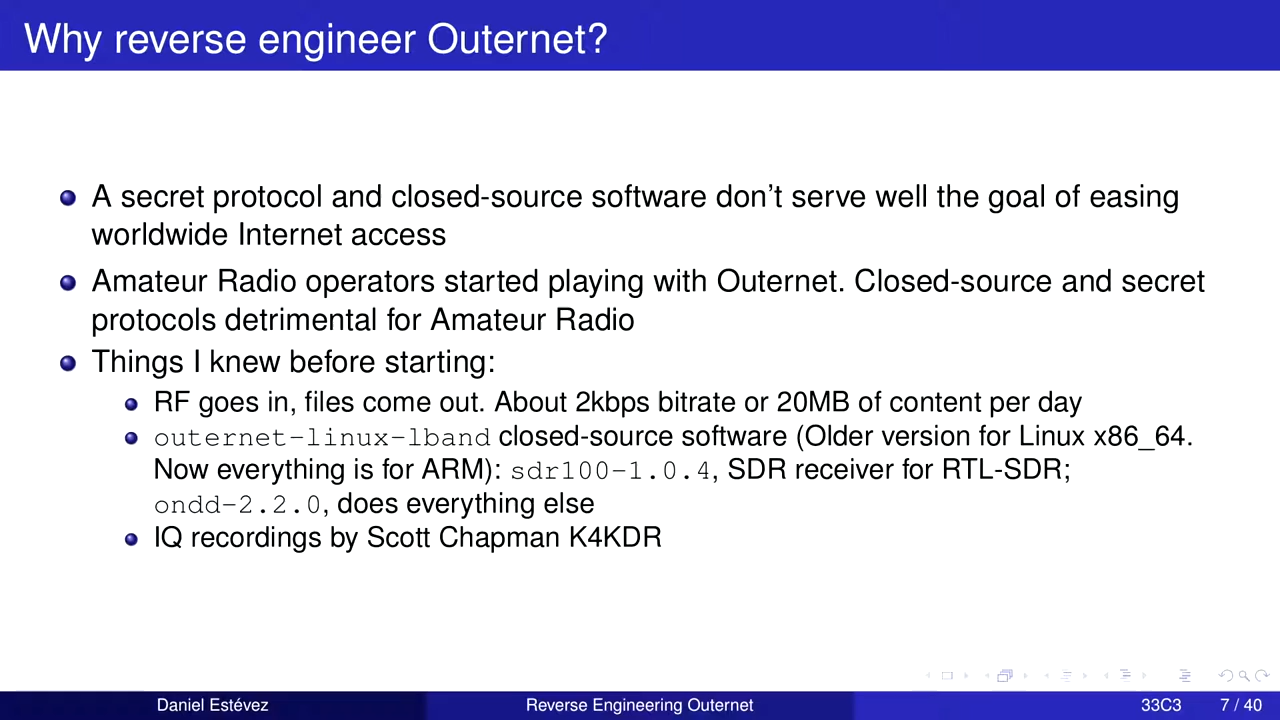 Why reverse engineer Outernet?
A secret protocol and closed-source software don't serve well the goal of easing
worldwide Internet access
Amateur Radio operators started playing with Outernet. Closed-source and secret
protocols detrimental for Amateur Radio
Things I knew before starting:
RF goes in, files come out. About 2kbps bitrate or 20MB of content per day
outernet-linux-lband closed-source software (Older version for Linux x86_64.
Now everything is for ARM): sdr100-1.0.4, SDR receiver for RTL-SDR;
ondd-2.2.0, does everything else
IQ recordings by Scott Chapman K4KDR
Daniel Estévez Reverse Engineering Outernet 33C3 7 / 40